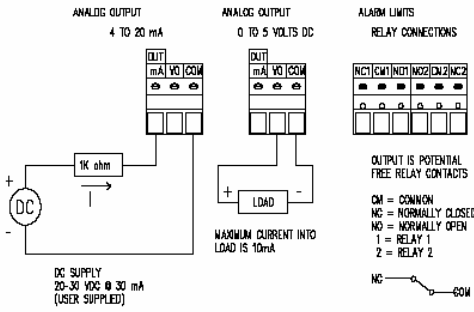 ANALOG OUTPUT
4 TO 20 mA
OUT
mA VO COM
1K ohm
I
+
DC
-
DC SUPPLY
20-30 VDC @ 30 mA
(USER SUPPLIED)
ANALOG OUTPUT
0 TO 5 VOLTS DC
OUT
mA VO COM
+ LOAD -
MAXIMUM CURRENT INTO
LOAD IS 10mA
ALARM LIMITS
RELAY CONNECTIONS
NC1 CM1 NO1 NO2 CM2 NC2
OUTPUT IS POTENTIAL
FREE RELAY CONTACTS
CM = COMMON
NC = NORMALLY CLOSED
NO = NORMALLY OPEN
1 = RELAY 1
2 = RELAY 2
NC
COM